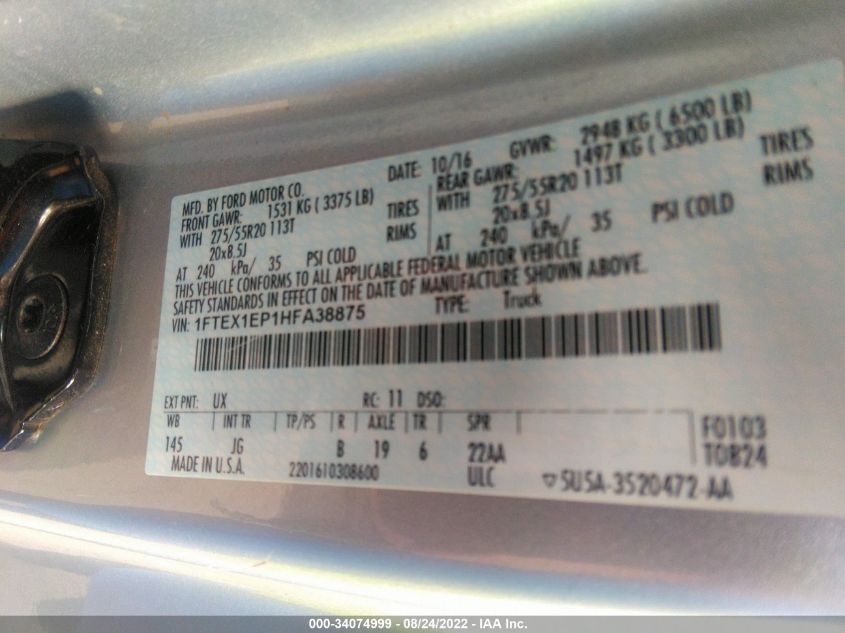 MFD. BY FORD MOTOR CO.
DATE: 10/16 GVWR: 2948 KG ( 6500 LB)
FRONT GAWR: 1531 KG ( 3375 LB)
REAR GAWR: 1497 KG ( 3300 LB)
WITH 275/55R20 113T TIRES
WITH 275/55R20 113T TIRES
20x8.5J RIMS
20x8.5J RIMS
AT 240 kPa/ 35 PSI COLD
AT 240 kPa/ 35 PSI COLD
THIS VEHICLE CONFORMS TO ALL APPLICABLE FEDERAL MOTOR VEHICLE
SAFETY STANDARDS IN EFFECT ON THE DATE OF MANUFACTURE SHOWN ABOVE.
VIN: 1FTEX1EP1HFA38875 TYPE: Truck
EXT PNT: UX RC: 11 DSO:
WB INT TR TP/PS R AXLE TR SPR
F0103
145 JG B 19 6 22AA
T0824
MADE IN U.S.A. 2201610308600 ULC
5U5A-3520472-AA
000-34074999 - 08/24/2022 - IAA Inc.